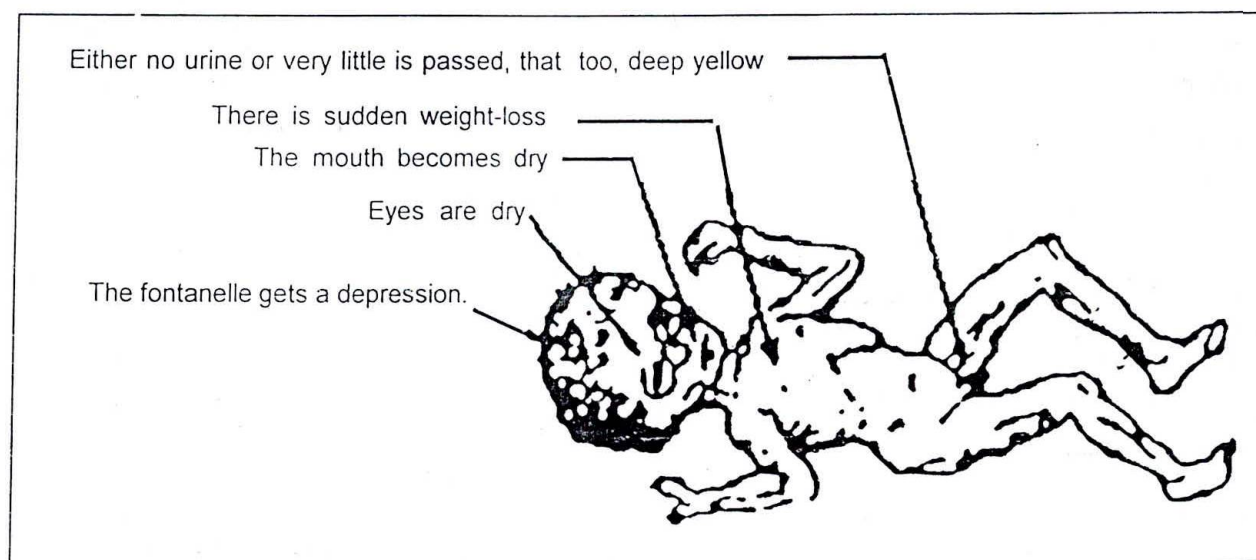 Either no urine or very little is passed, that too, deep yellow
There is sudden weight-loss
The mouth becomes dry
Eyes are dry
The fontanelle gets a depression.